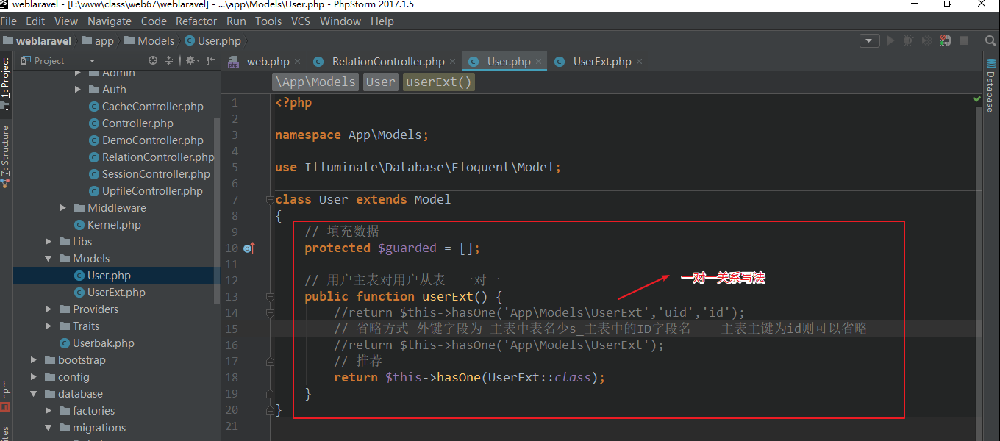 weblaravel - [F:\www\class\web67\weblaravel] - ...\app\Models\User.php - PhpStorm 2017.1.5
File Edit View Navigate Code Refactor Run Tools VCS Window Help
weblaravel app Models User.php
Project
web.php RelationController.php User.php UserExt.php
1: Project
7: Structure
npm
Database
Admin
Auth
CacheController.php
Controller.php
DemoController.php
RelationController.php
SessionController.php
UpfileController.php
Middleware
Kernel.php
Libs
Models
User.php
UserExt.php
Providers
Traits
Userbak.php
bootstrap
config
database
factories
migrations
\App\Models User userExt()
1 <?php
2
3 namespace App\Models;
4
5 use Illuminate\Database\Eloquent\Model;
6
7 class User extends Model
8 {
9 // 填充数据
10 protected $guarded = [];
11
12 // 用户主表对用户从表 一对一
一对一关系写法
13 public function userExt() {
14 //return $this->hasOne('App\Models\UserExt','uid','id');
15 // 省略方式 外键字段为 主表中表名少s_主表中的ID字段名 主表主键为id则可以省略
16 //return $this->hasOne('App\Models\UserExt');
17 // 推荐
18 return $this->hasOne(UserExt::class);
19 }
20 }
21